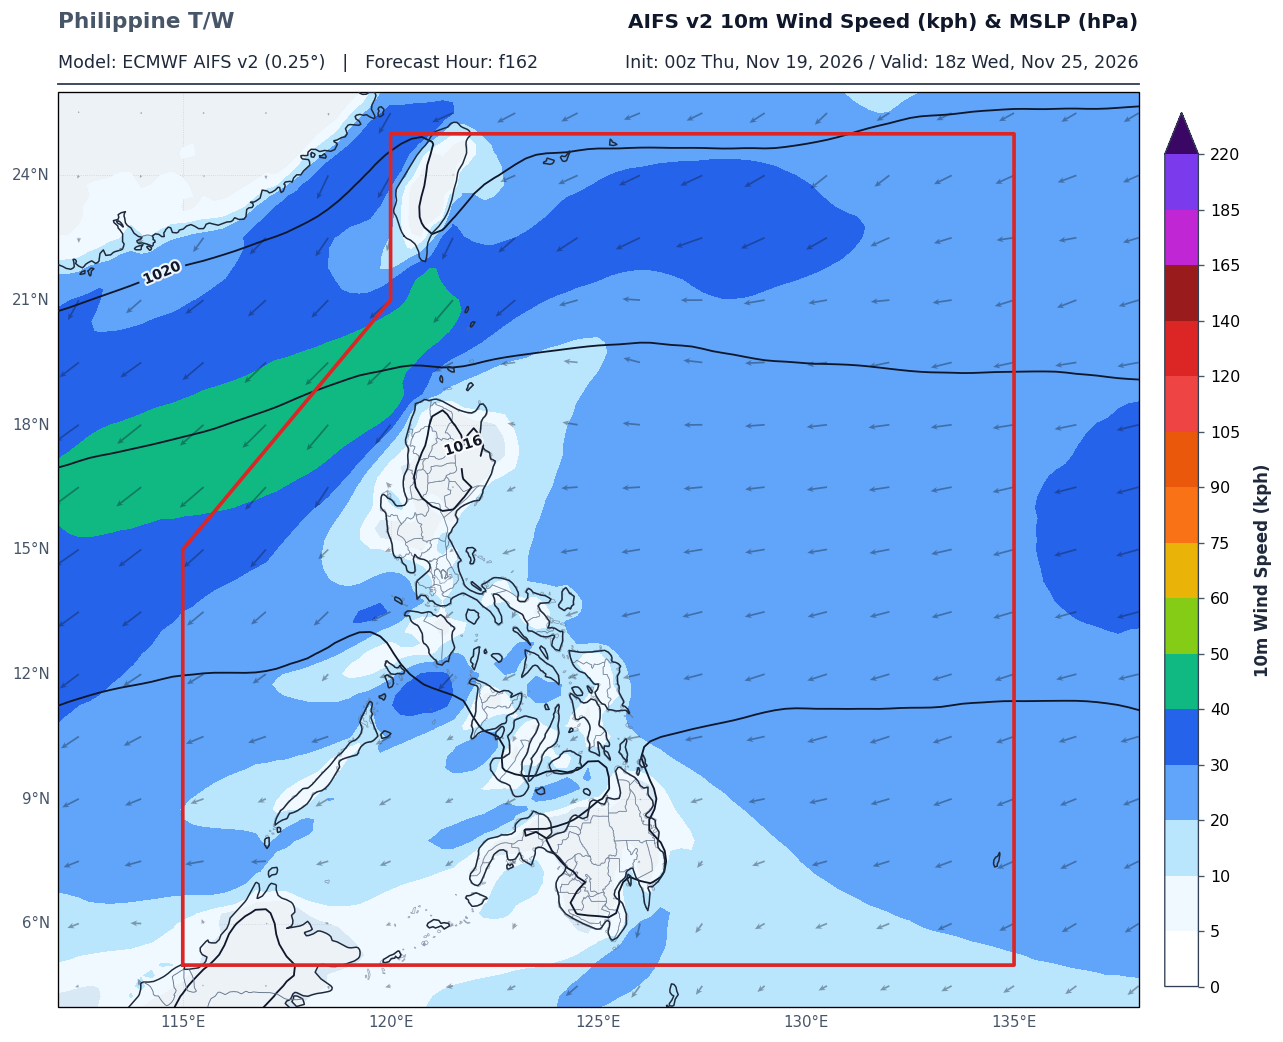 Philippine T/W
AIFS v2 10m Wind Speed (kph) & MSLP (hPa)
Model: ECMWF AIFS v2 (0.25°) | Forecast Hour: f162
Init: 00z Thu, Nov 19, 2026 / Valid: 18z Wed, Nov 25, 2026
24°N
21°N
18°N
15°N
12°N
9°N
6°N
1020
1016
115°E
120°E
125°E
130°E
135°E
220
185
165
140
120
105
90
75
60
50
40
30
20
10
5
0
10m Wind Speed (kph)